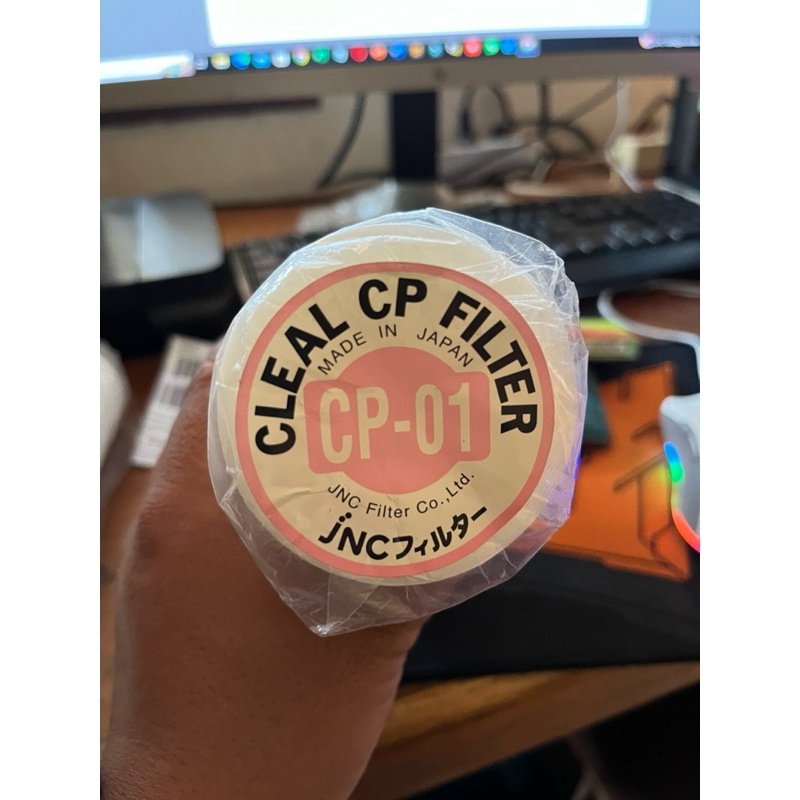 CLEAL CP FILTER
MADE IN JAPAN
CP-01
JNC Filter Co.,Ltd.
JNCフィルター